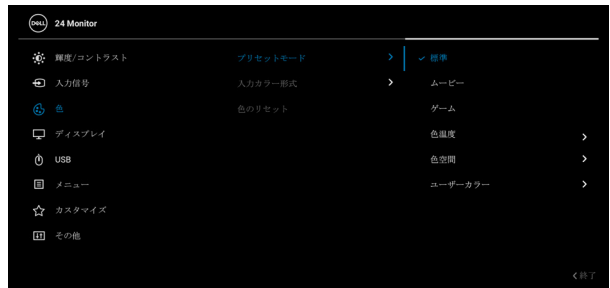 DELL 24 Monitor
輝度/コントラスト
入力信号
色
ディスプレイ
USB
メニュー
カスタマイズ
その他
プリセットモード
入力カラー形式
色のリセット
標準
ムービー
ゲーム
色温度
色空間
ユーザーカラー
終了